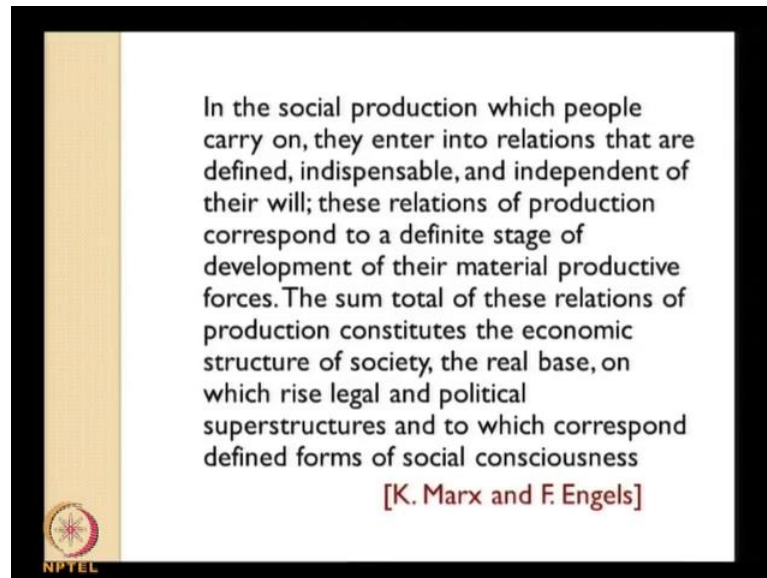 In the social production which people
carry on, they enter into relations that are
defined, indispensable, and independent of
their will; these relations of production
correspond to a definite stage of
development of their material productive
forces. The sum total of these relations of
production constitutes the economic
structure of society, the real base, on
which rise legal and political
superstructures and to which correspond
defined forms of social consciousness
[K. Marx and F. Engels]
NPTEL